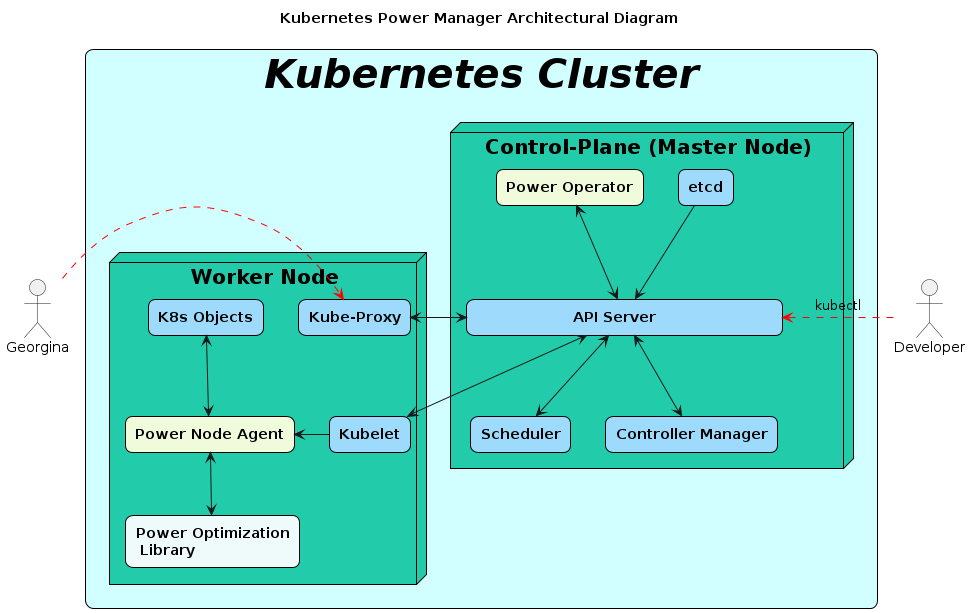 Kubernetes Power Manager Architectural Diagram
Kubernetes Cluster
Control-Plane (Master Node)
Power Operator
etcd
Worker Node
K8s Objects
Kube-Proxy
API Server
kubectl
Georgina
Developer
Power Node Agent
Kubelet
Scheduler
Controller Manager
Power Optimization
Library